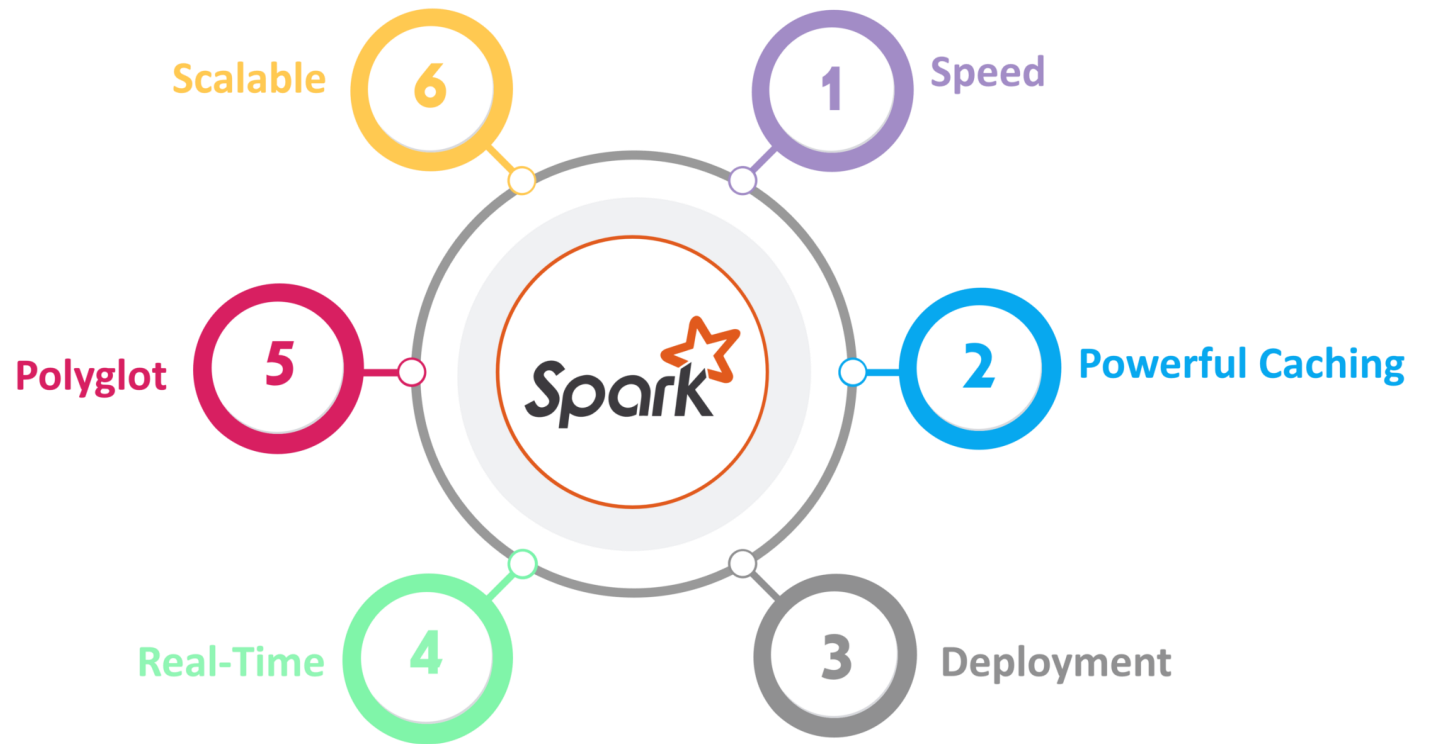 Spark
1
Speed
2
Powerful Caching
3
Deployment
4
Real-Time
5
Polyglot
6
Scalable